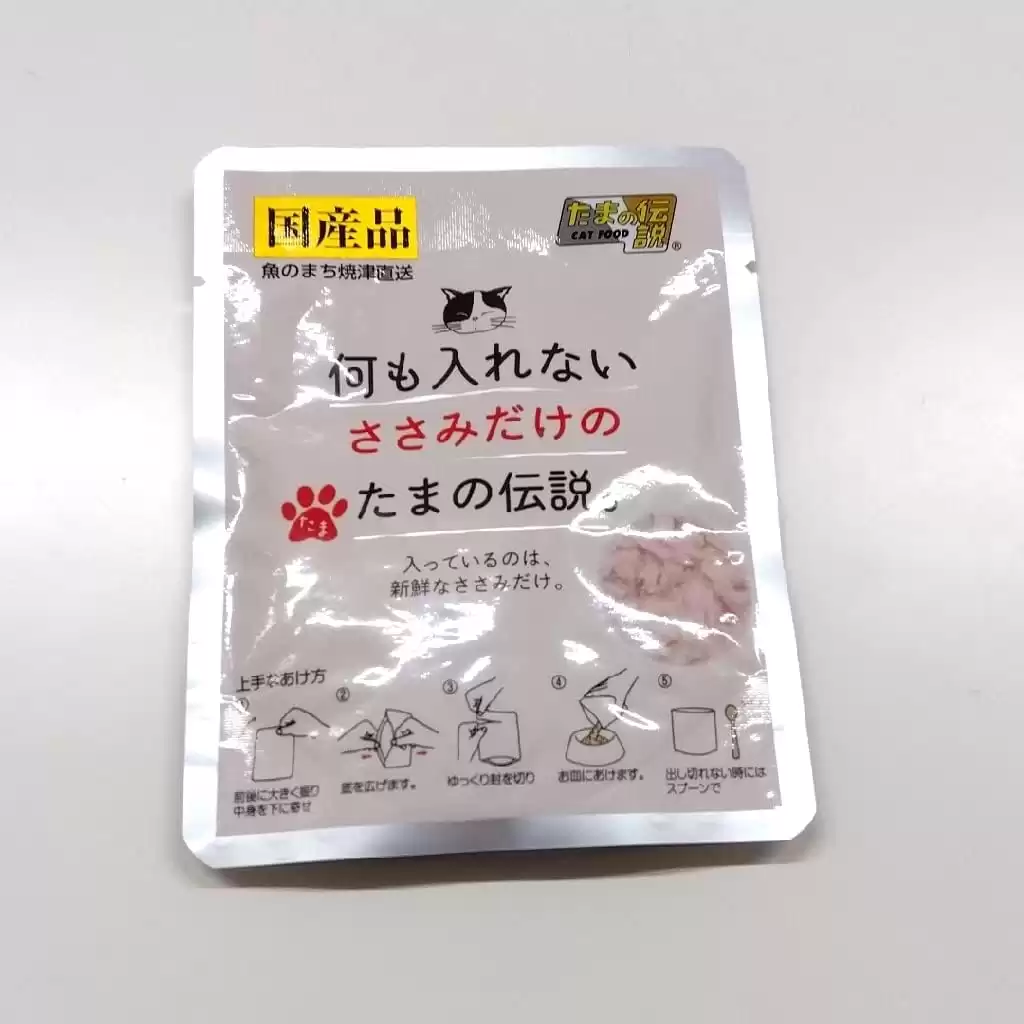 国産品
魚のまち焼津直送
たまの伝説
CAT FOOD
®
何も入れない
ささみだけの
たまの伝説。
たま
入っているのは、
新鮮なささみだけ。
上手なあけ方
①
前後に大きく振り
中身を下に寄せ
②
底を広げます。
③
ゆっくり封を切り
④
お皿にあけます。
⑤
出し切れない時には
スプーンで